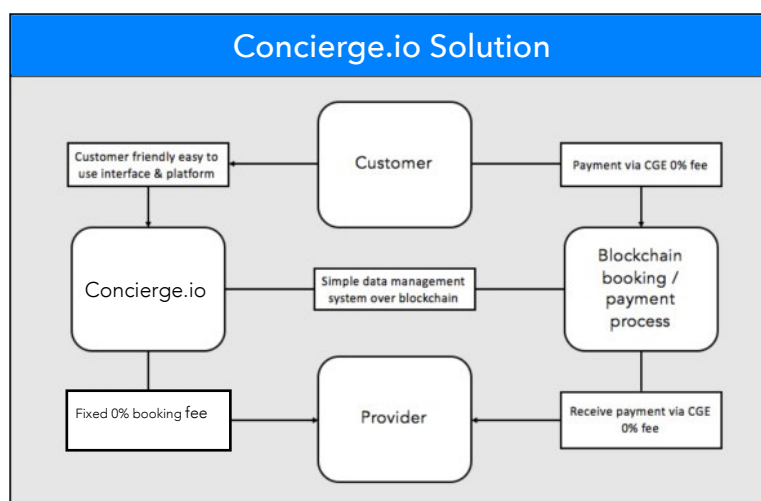 Concierge.io Solution
Customer
Customer friendly easy to
use interface & platform
Payment via CGE 0% fee
Concierge.io
Simple data management
system over blockchain
Blockchain
booking /
payment
process
Fixed 0% booking fee
Provider
Receive payment via CGE
0% fee